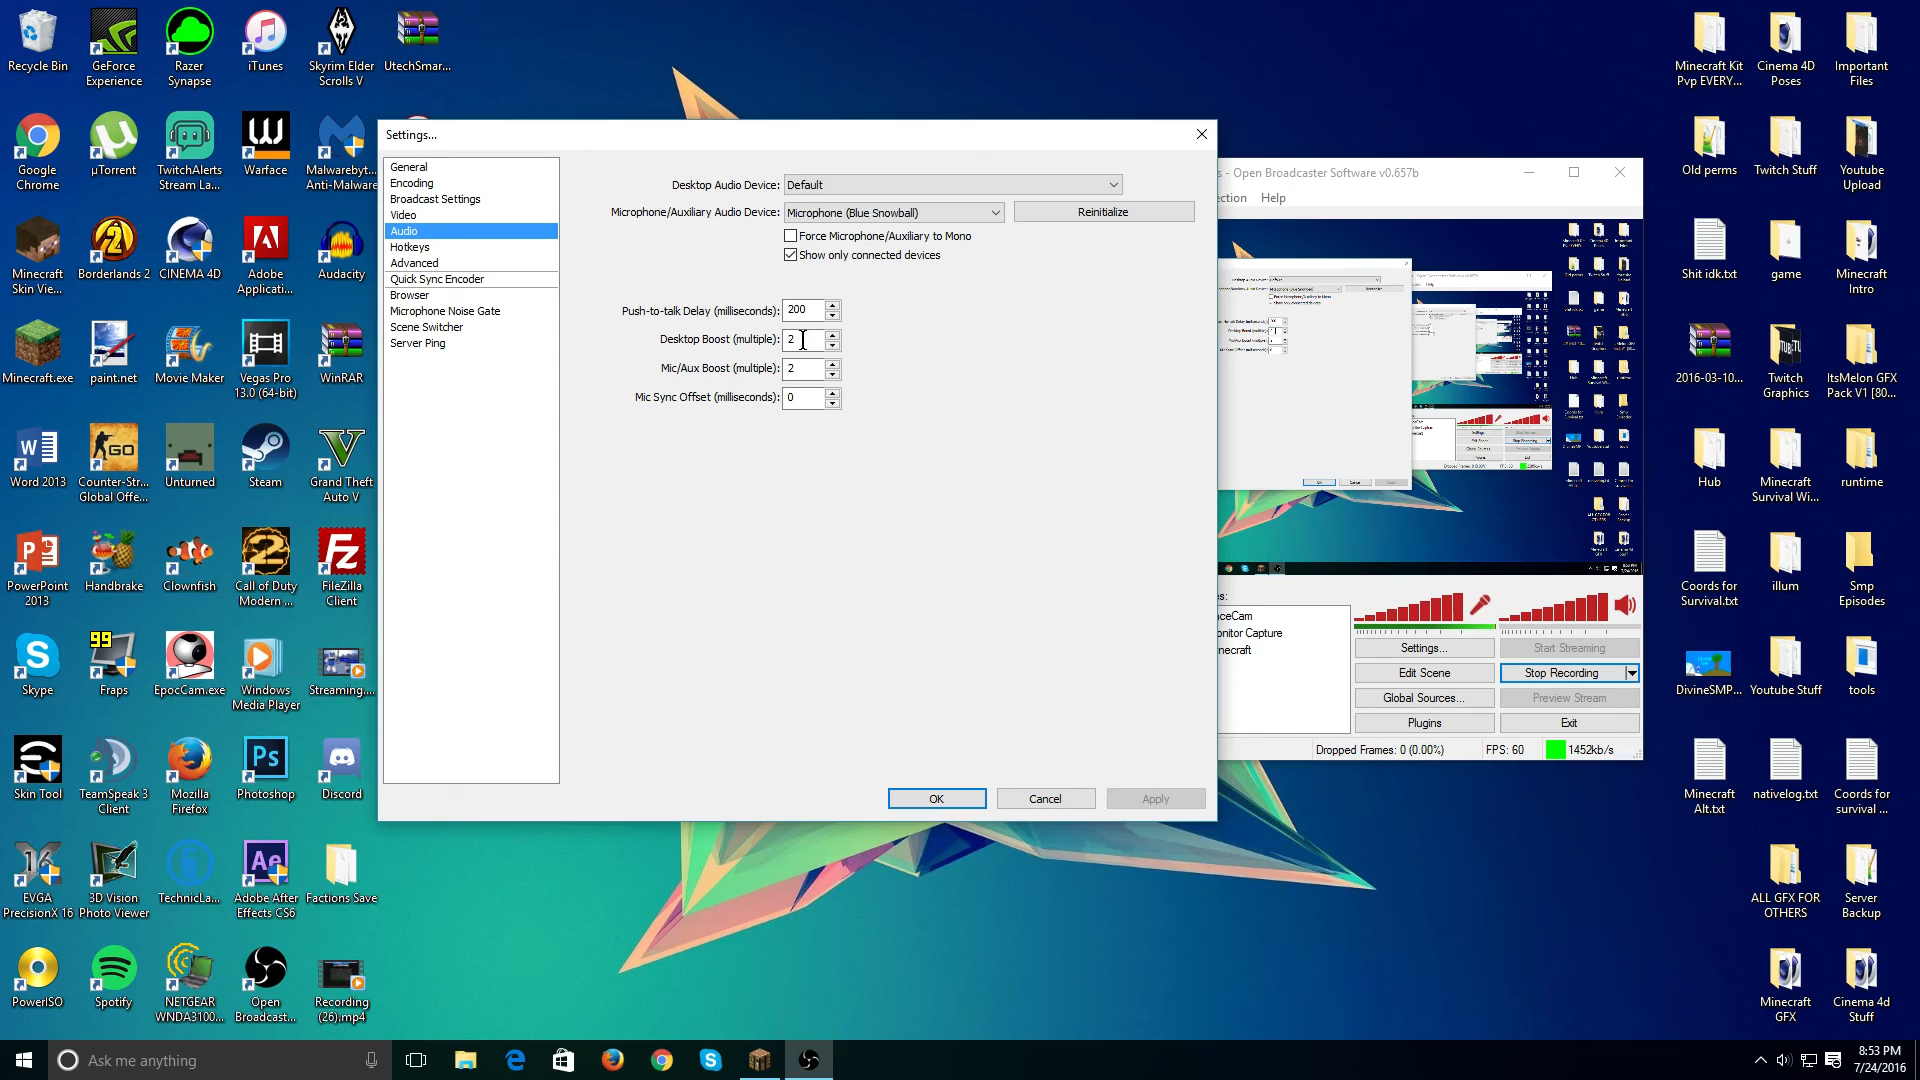 Recycle Bin
GeForce
Experience
Razer
Synapse
iTunes
Skyrim Elder
Scrolls V
UtechSmar...
Google
Chrome
µTorrent
TwitchAlerts
Stream La...
Warface
Malwarebyt...
Anti-Malware
Minecraft
Skin Vie...
Borderlands 2
CINEMA 4D
Adobe
Applicati...
Audacity
Minecraft.exe
paint.net
Movie Maker
Vegas Pro
13.0 (64-bit)
WinRAR
Word 2013
Counter-Str...
Global Offe...
Unturned
Steam
Grand Theft
Auto V
PowerPoint
2013
Handbrake
Clownfish
Call of Duty
Modern ...
FileZilla
Client
Skype
99
Fraps
EpocCam.exe
Windows
Media Player
Streaming....
Skin Tool
TeamSpeak 3
Client
Mozilla
Firefox
Photoshop
Discord
EVGA
PrecisionX 16
3D Vision
Photo Viewer
TechnicLa...
Adobe After
Effects CS6
Factions Save
PowerISO
Spotify
NETGEAR
WNDA3100...
Open
Broadcast...
Recording
(26).mp4
Settings...
General
Encoding
Broadcast Settings
Video
Audio
Hotkeys
Advanced
Quick Sync Encoder
Browser
Microphone Noise Gate
Scene Switcher
Server Ping
Desktop Audio Device: Default
Microphone/Auxiliary Audio Device: Microphone (Blue Snowball) Reinitialize
Force Microphone/Auxiliary to Mono
Show only connected devices
Push-to-talk Delay (milliseconds): 200
Desktop Boost (multiple): 2
Mic/Aux Boost (multiple): 2
Mic Sync Offset (milliseconds): 0
OK Cancel Apply
s - Open Broadcaster Software v0.657b
ection Help
es:
aceCam
onitor Capture
necraft
Settings... Start Streaming
Edit Scene Stop Recording
Global Sources... Preview Stream
Plugins Exit
Dropped Frames: 0 (0.00%) FPS: 60 1452kb/s
Minecraft Kit
Pvp EVERY...
Cinema 4D
Poses
Important
Files
Old perms
Twitch Stuff
Youtube
Upload
Shit idk.txt
game
Minecraft
Intro
2016-03-10...
Twitch
Graphics
ItsMelon GFX
Pack V1 [80...
Hub
Minecraft
Survival Wi...
runtime
Coords for
Survival.txt
illum
Smp
Episodes
DivineSMP...
Youtube Stuff
tools
Minecraft
Alt.txt
nativelog.txt
Coords for
survival ...
ALL GFX FOR
OTHERS
Server
Backup
Minecraft
GFX
Cinema 4d
Stuff
Ask me anything
8:53 PM
7/24/2016